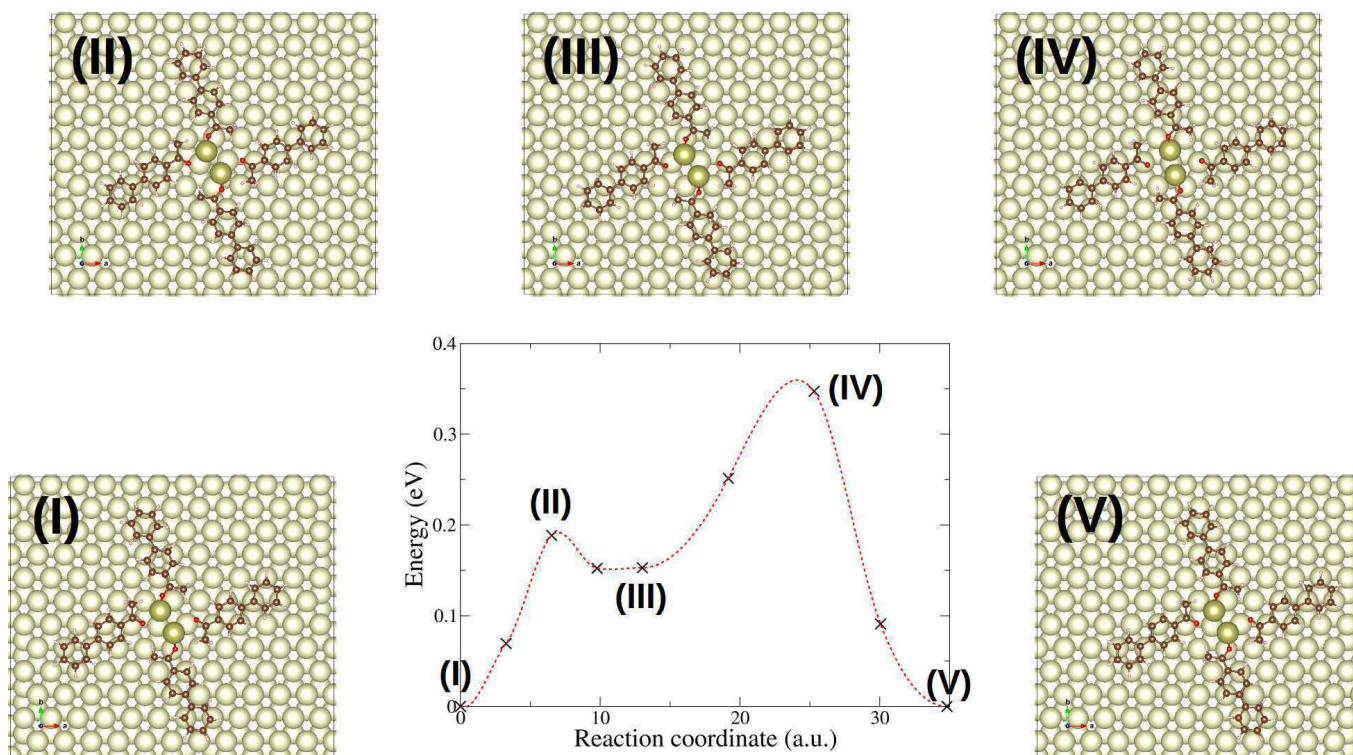 (II)
(III)
(IV)
b
a
b
a
b
a
0.4
0.3
0.2
0.1
0
Energy (eV)
(I)
(II)
(III)
(IV)
(V)
0
10
20
30
Reaction coordinate (a.u.)
(I)
b
a
(V)
b
a